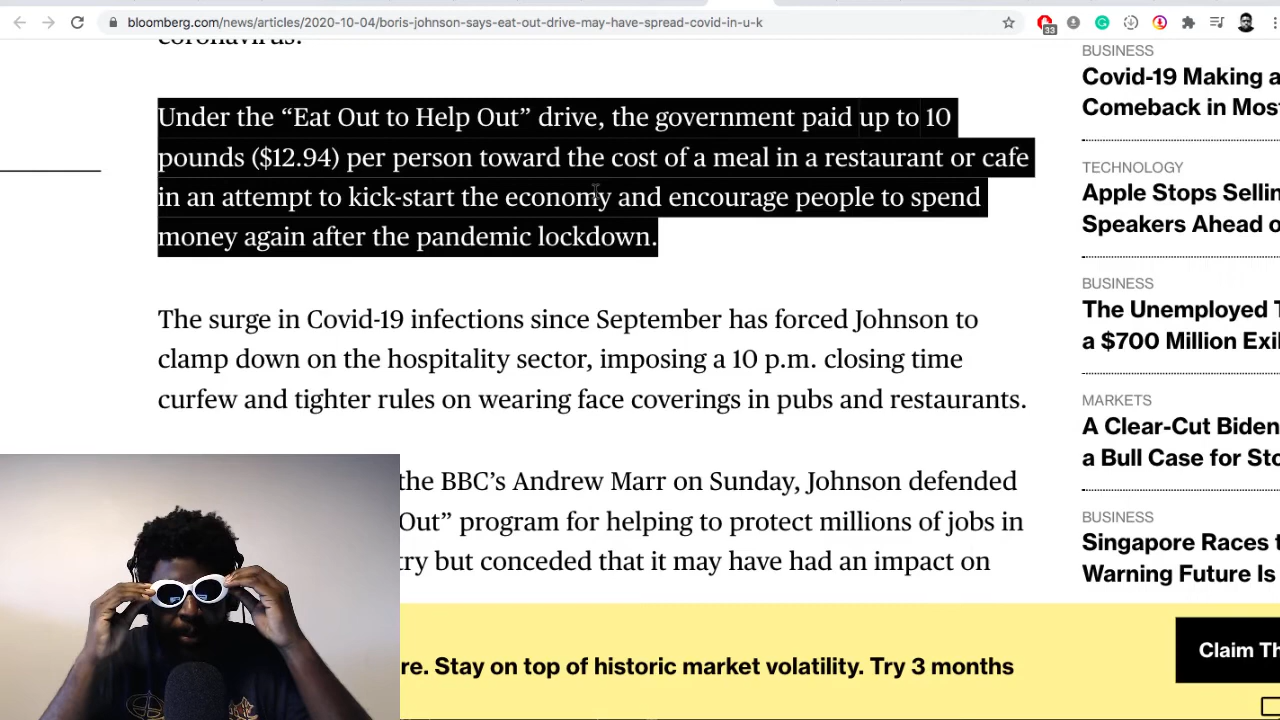 bloomberg.com/news/articles/2020-10-04/boris-johnson-says-eat-out-drive-may-have-spread-covid-in-u-k
33
coronavirus.
Under the “Eat Out to Help Out” drive, the government paid up to 10
pounds ($12.94) per person toward the cost of a meal in a restaurant or cafe
in an attempt to kick-start the economy and encourage people to spend
money again after the pandemic lockdown.
The surge in Covid-19 infections since September has forced Johnson to
clamp down on the hospitality sector, imposing a 10 p.m. closing time
curfew and tighter rules on wearing face coverings in pubs and restaurants.
the BBC’s Andrew Marr on Sunday, Johnson defended
Out” program for helping to protect millions of jobs in
try but conceded that it may have had an impact on
BUSINESS
Covid-19 Making a
Comeback in Mos
TECHNOLOGY
Apple Stops Sellin
Speakers Ahead o
BUSINESS
The Unemployed T
a $700 Million Exi
MARKETS
A Clear-Cut Biden
a Bull Case for Sto
BUSINESS
Singapore Races t
Warning Future Is
re. Stay on top of historic market volatility. Try 3 months
Claim Th